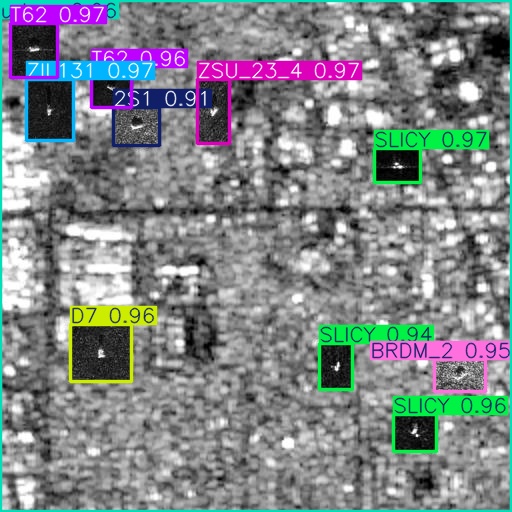 T62 0.97
T62 0.96
ZIL131 0.97
ZSU_23_4 0.97
2S1 0.91
SLICY 0.97
D7 0.96
SLICY 0.94
BRDM_2 0.95
SLICY 0.96